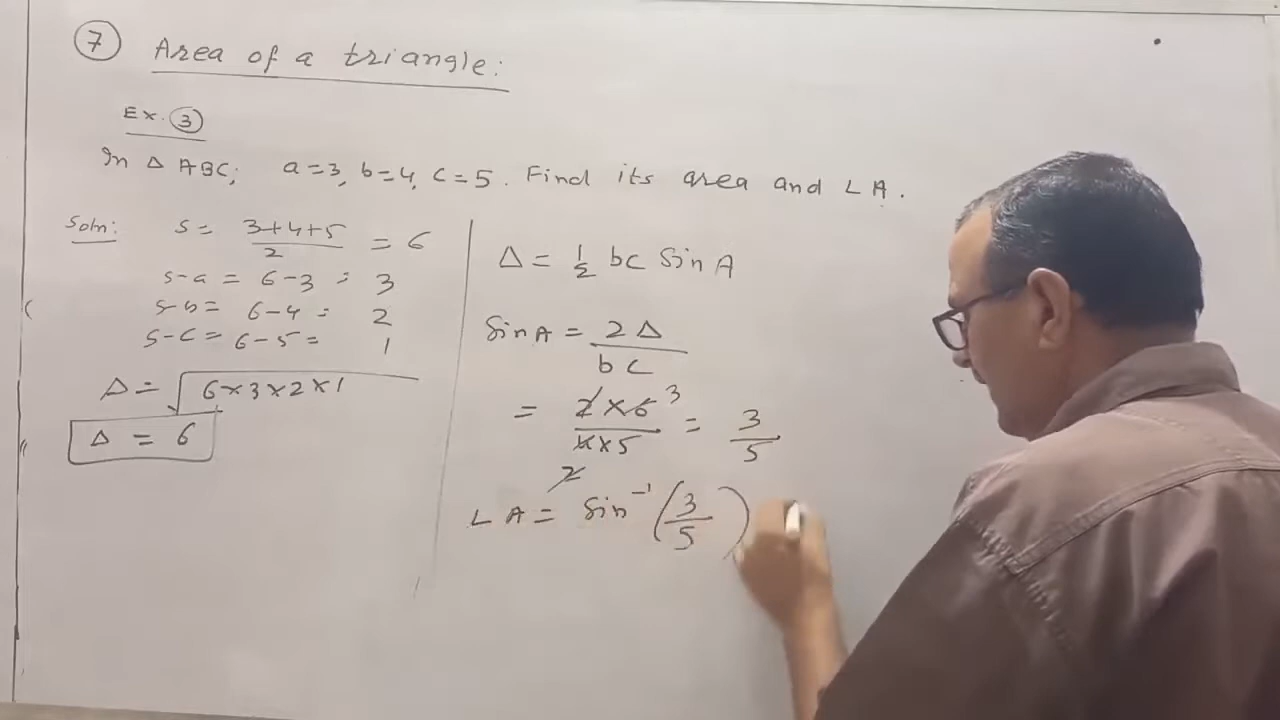 7 Area of a triangle:
Ex. 3
In Δ ABC; a=3, b=4, c=5. Find its area and ∠A.
Soln: s= 3+4+5/2 = 6
s-a = 6-3 = 3
s-b= 6-4 = 2
s-c= 6-5= 1
Δ= √6×3×2×1
Δ = 6
Δ= 1/2 bc Sin A
Sin A = 2Δ/bc
= 2×6 3/4×5 = 3/5
2
∠A= Sin⁻¹ (3/5)